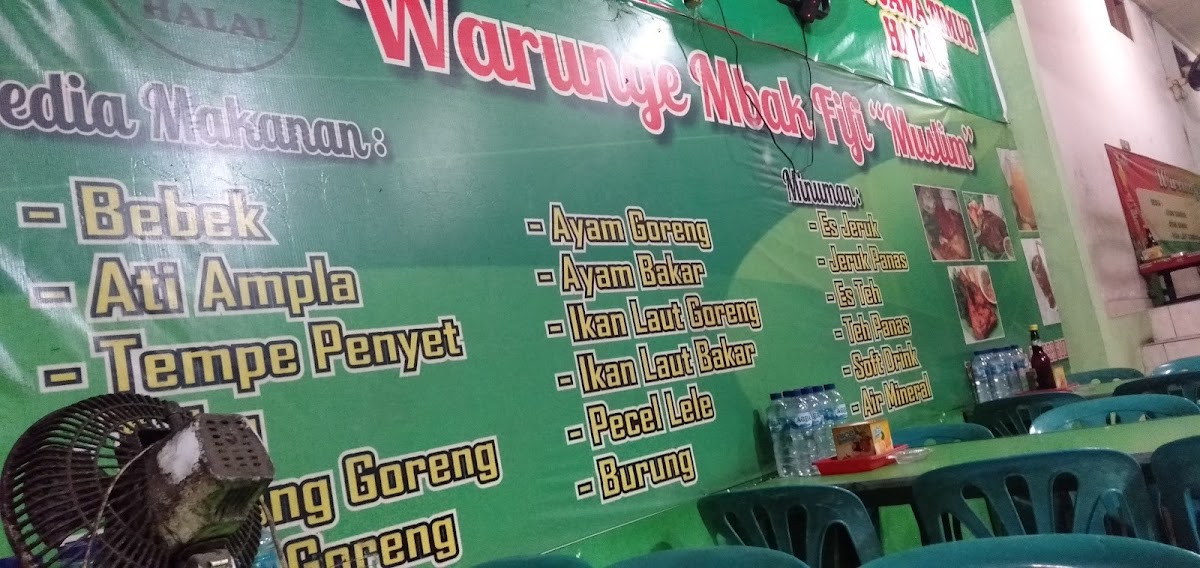 HALAL
"Warunge Mbak Fifi "Muslim"
JAWA TIMUR
edia Makanan :
- Bebek
- Ati Ampla
- Tempe Penyet
Goreng
Goreng
- Ayam Goreng
- Ayam Bakar
- Ikan Laut Goreng
- Ikan Laut Bakar
- Pecel Lele
- Burung
Minuman :
- Es Jeruk
- Jeruk Panas
- Es Teh
- Teh Panas
- Soft Drink
- Air Mineral